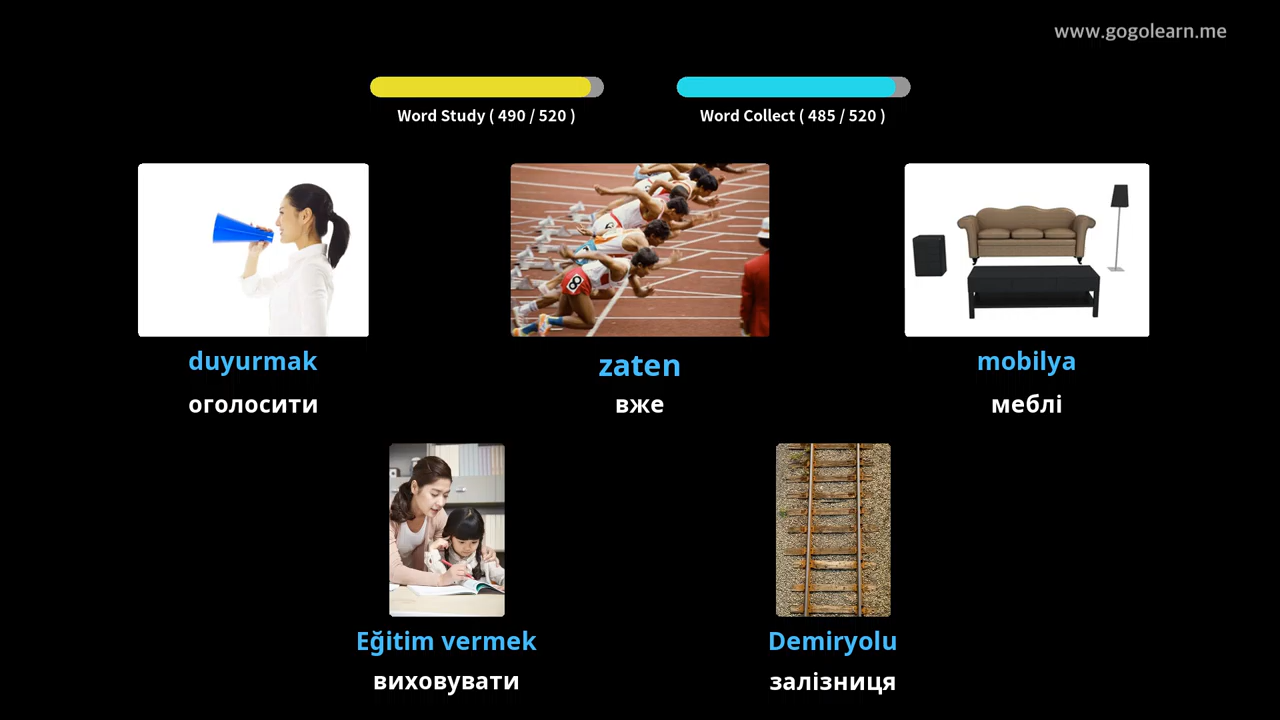 www.gogolearn.me
Word Study ( 490 / 520 )
Word Collect ( 485 / 520 )
duyurmak
оголосити
zaten
вже
mobilya
меблі
8
Eğitim vermek
виховувати
Demiryolu
залізниця